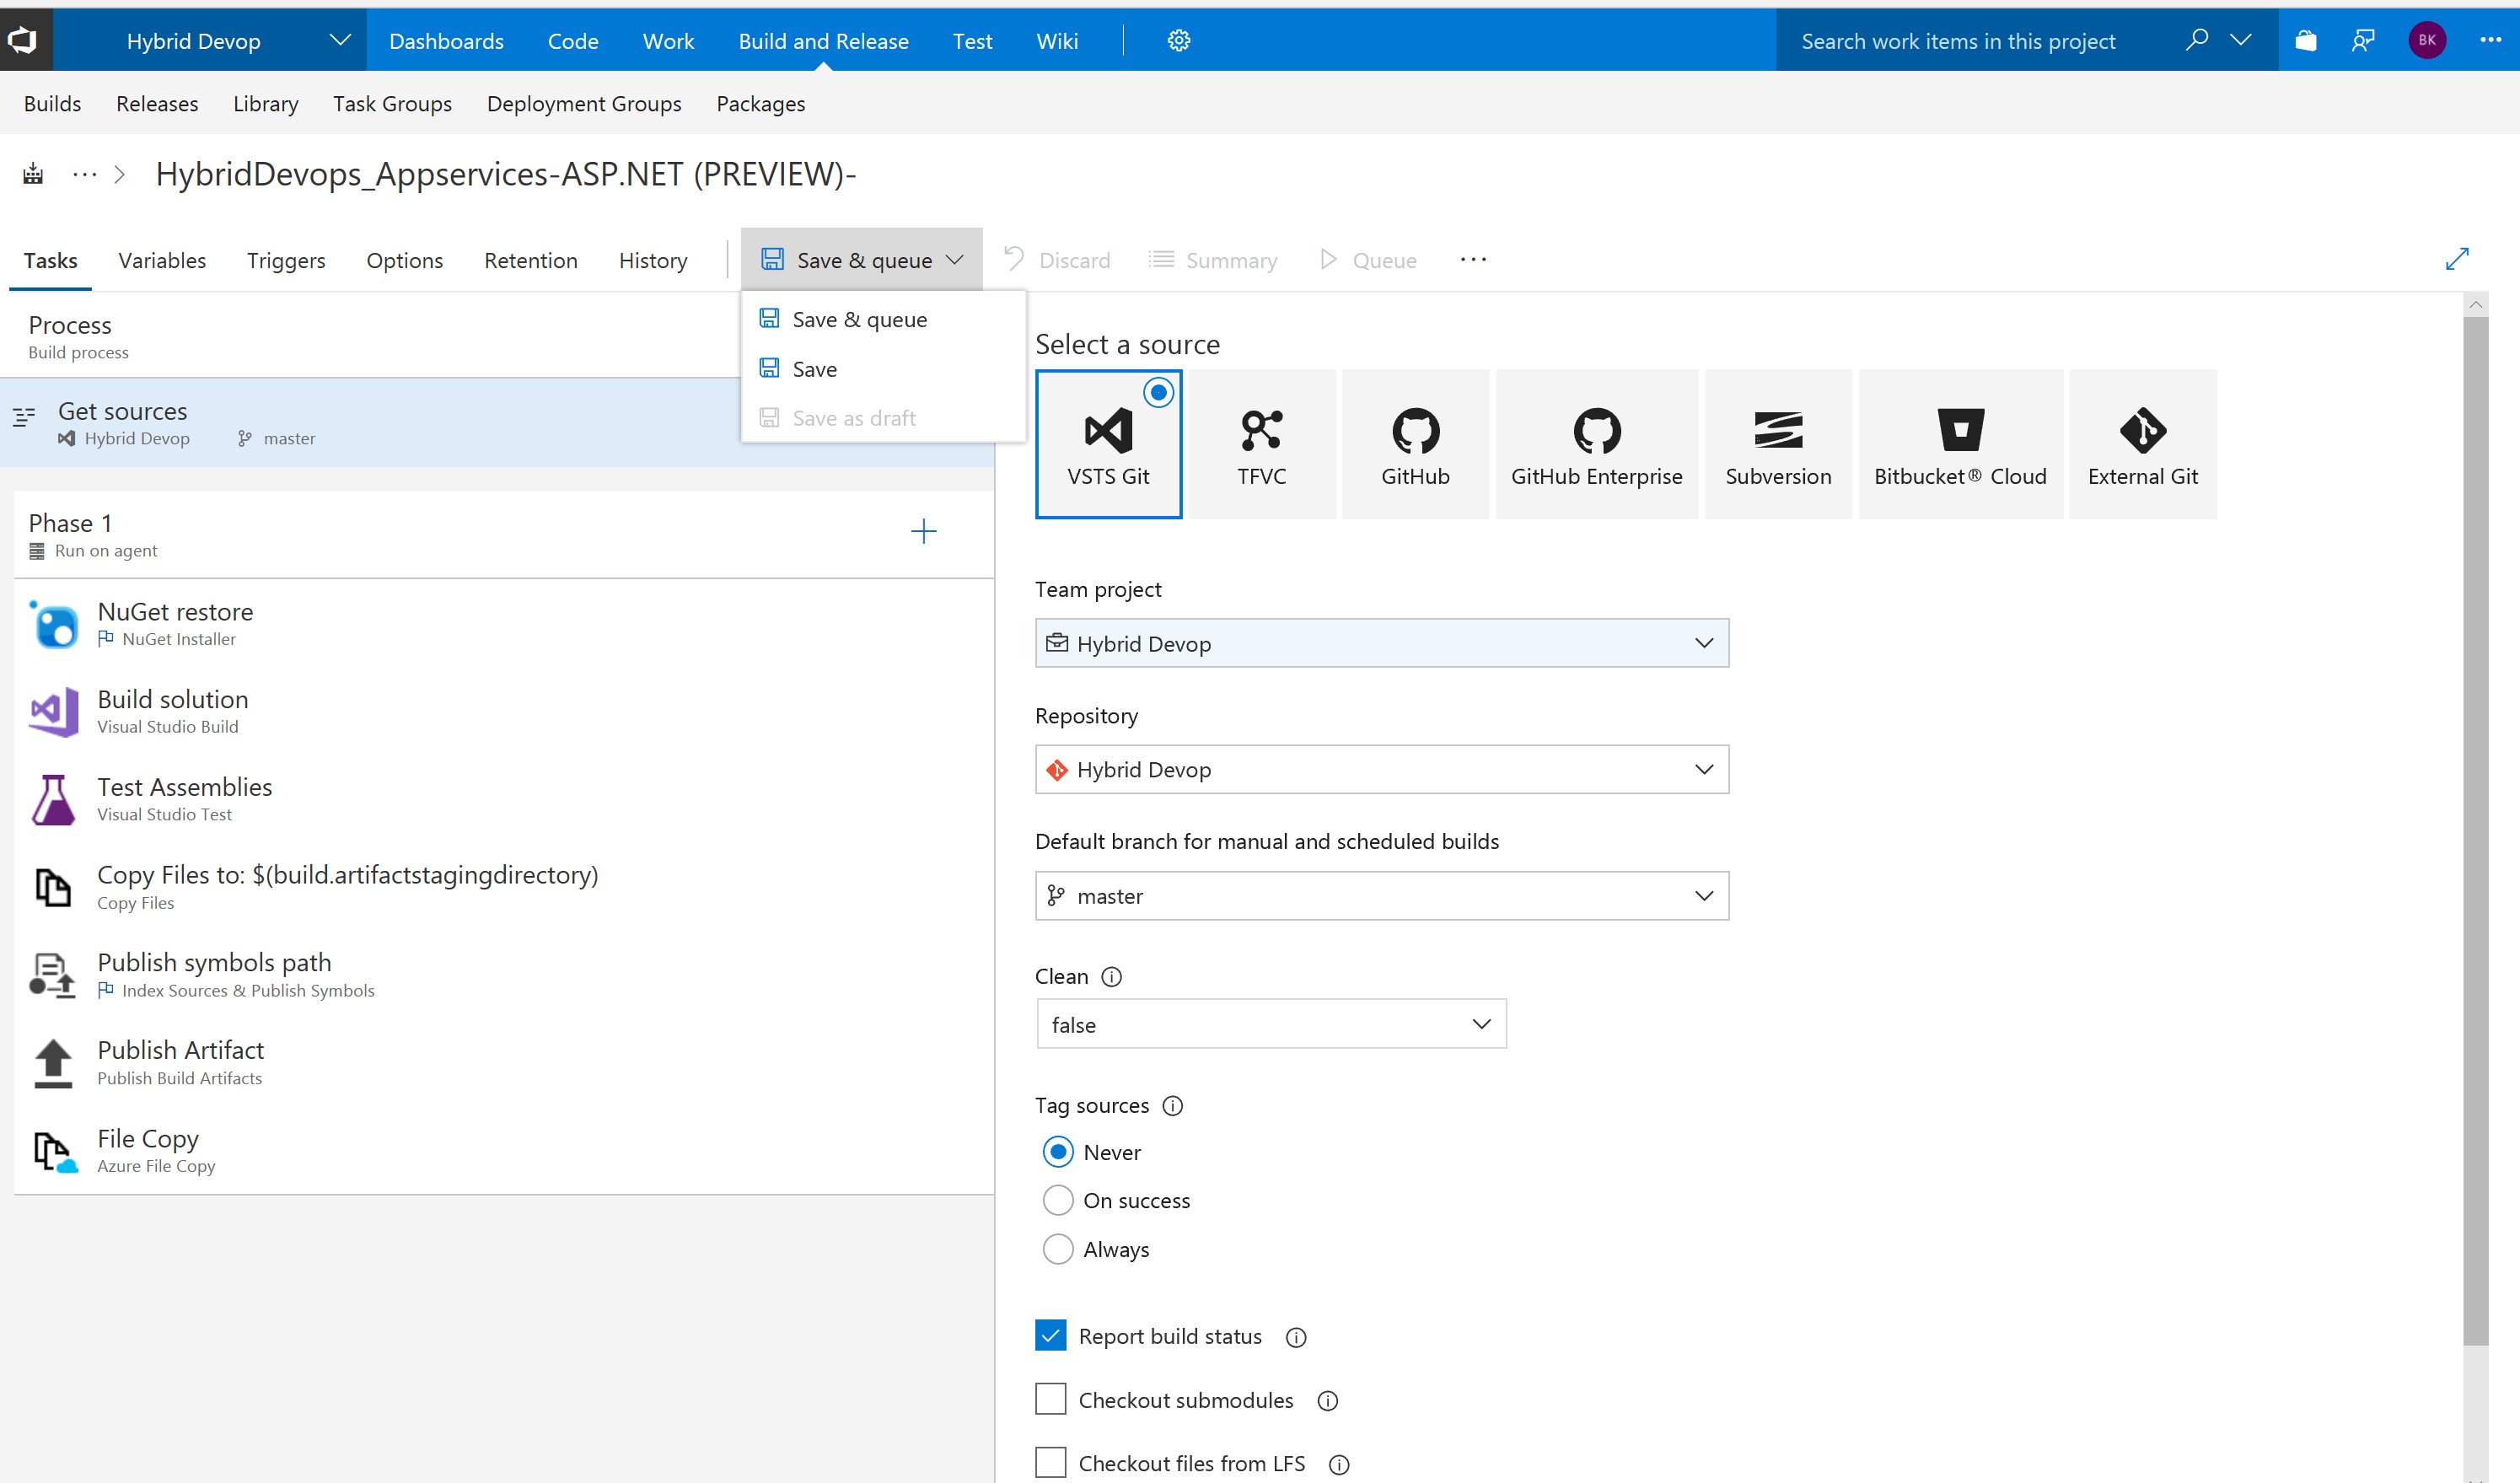 Hybrid Devop
Dashboards
Code
Work
Build and Release
Test
Wiki
Search work items in this project
BK
Builds
Releases
Library
Task Groups
Deployment Groups
Packages
... > HybridDevops_Appservices-ASP.NET (PREVIEW)-
Tasks
Variables
Triggers
Options
Retention
History
Save & queue
Discard
Summary
Queue
...
Save & queue
Save
Save as draft
Process
Build process
Get sources
Hybrid Devop
master
Phase 1
Run on agent
NuGet restore
NuGet Installer
Build solution
Visual Studio Build
Test Assemblies
Visual Studio Test
Copy Files to: $(build.artifactstagingdirectory)
Copy Files
Publish symbols path
Index Sources & Publish Symbols
Publish Artifact
Publish Build Artifacts
File Copy
Azure File Copy
Select a source
VSTS Git
TFVC
GitHub
GitHub Enterprise
Subversion
Bitbucket® Cloud
External Git
Team project
Hybrid Devop
Repository
Hybrid Devop
Default branch for manual and scheduled builds
master
Clean
false
Tag sources
Never
On success
Always
Report build status
Checkout submodules
Checkout files from LFS